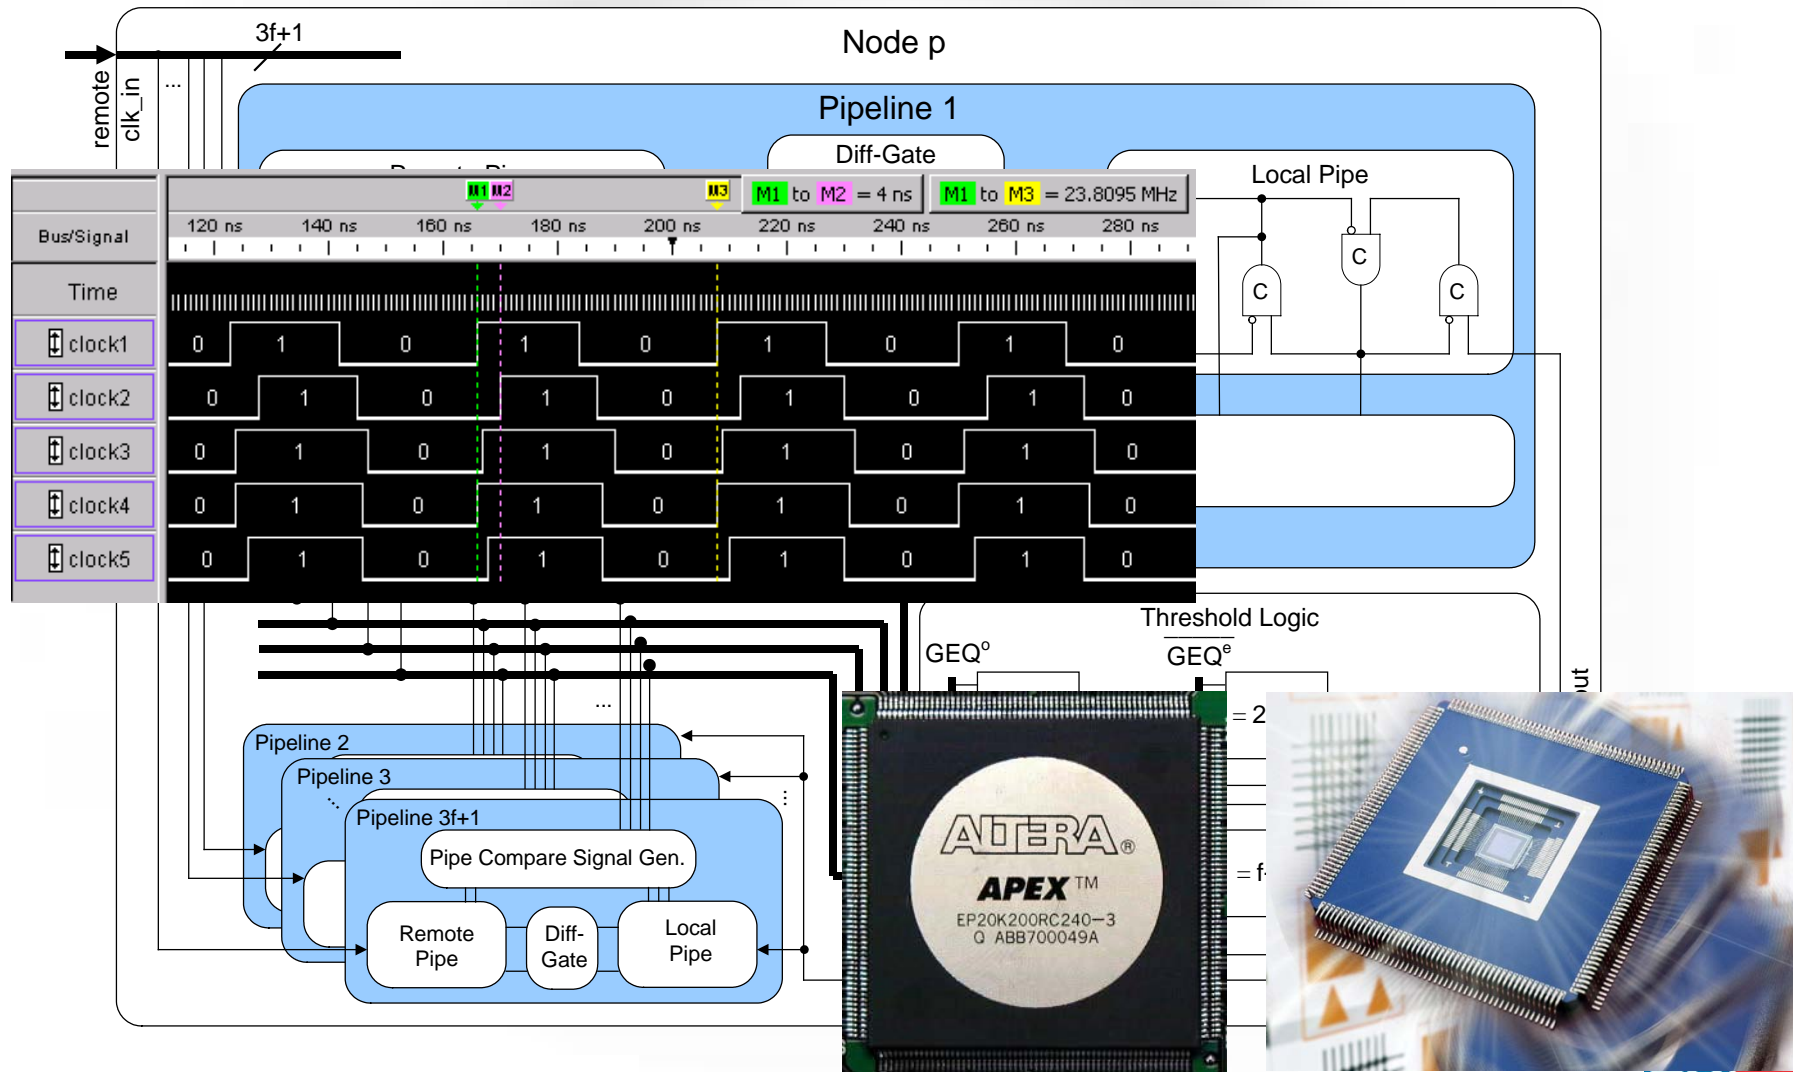 3f+1
Node p
remote
clk_in
...
Pipeline 1
Diff-Gate
Local Pipe
C
C
C
M1 M2 M3
M1 to M2 = 4 ns
M1 to M3 = 23.8095 MHz
Bus/Signal
120 ns 140 ns 160 ns 180 ns 200 ns 220 ns 240 ns 260 ns 280 ns
Time
clock1 0 1 0 1 0 1 0 1 0
clock2 0 1 0 1 0 1 0 1 0
clock3 0 1 0 1 0 1 0 1 0
clock4 0 1 0 1 0 1 0 1 0
clock5 0 1 0 1 0 1 0 1 0
Threshold Logic
GEQo
GEQe
...
= 2
Pipeline 2
Pipeline 3
...
...
Pipeline 3f+1
Pipe Compare Signal Gen.
Remote
Pipe
Diff-
Gate
Local
Pipe
ALTERA®
APEX™
EP20K200RC240-3
Q ABB700049A